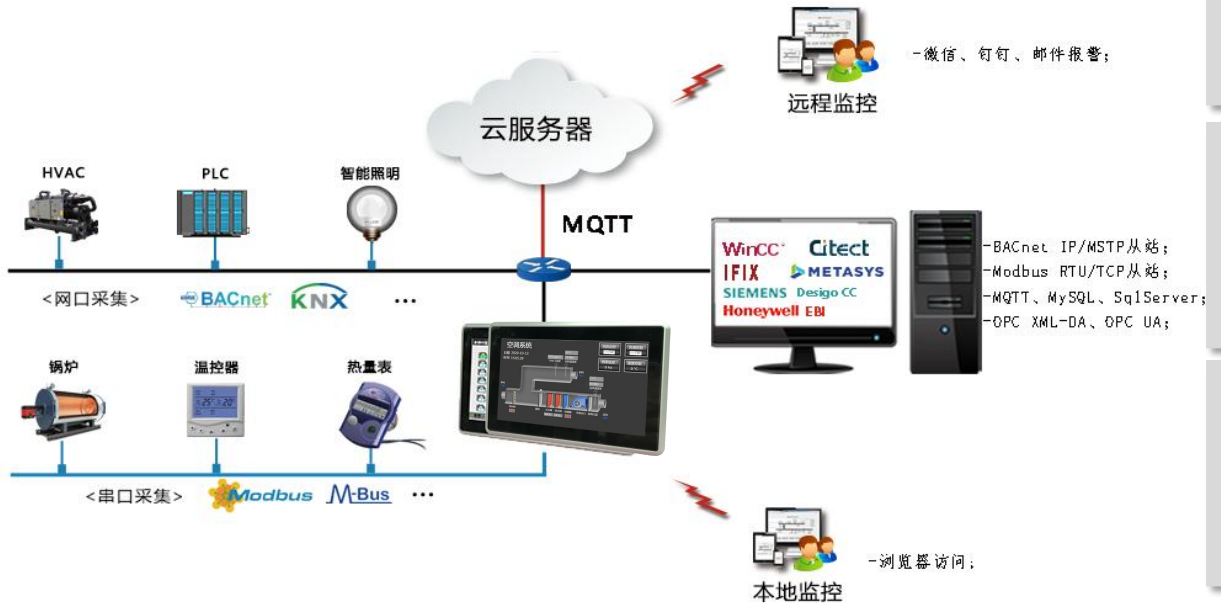 云服务器
远程监控
-微信、钉钉、邮件报警;
HVAC
PLC
智能照明
MQTT
<网口采集>
BACnet
KNX
...
WinCC
Citect
IFIX
METASYS
SIEMENS Desigo CC
Honeywell EBI
-BACnet IP/MSTP从站;
-Modbus RTU/TCP从站;
-MQTT、MySQL、SqlServer;
-OPC XML-DA、OPC UA;
锅炉
温控器
热量表
空调系统
<串口采集>
Modbus
M-Bus
...
本地监控
-浏览器访问;